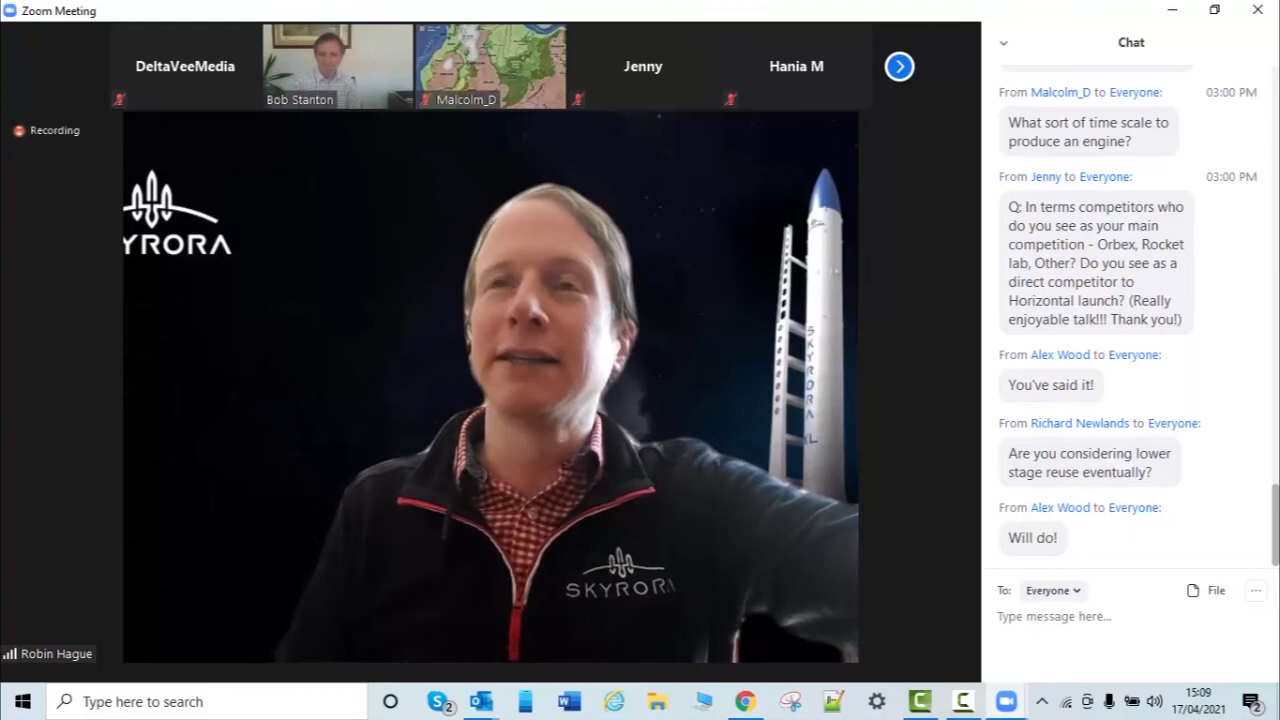 Zoom Meeting
DeltaVeeMedia
Bob Stanton
Malcolm_D
Jenny
Hania M
Recording
YRORA
SKYRORA XL
SKYRORA
Robin Hague
Chat
From Malcolm_D to Everyone: 03:00 PM
What sort of time scale to
produce an engine?
From Jenny to Everyone: 03:00 PM
Q: In terms competitors who
do you see as your main
competition - Orbex, Rocket
lab, Other? Do you see as a
direct competitor to
Horizontal launch? (Really
enjoyable talk!!! Thank you!)
From Alex Wood to Everyone:
You've said it!
From Richard Newlands to Everyone:
Are you considering lower
stage reuse eventually?
From Alex Wood to Everyone:
Will do!
To: Everyone File ...
Type message here...
Type here to search
2
15:09
17/04/2021
2